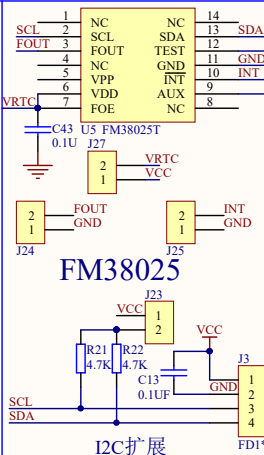 1 NC NC 14
SCL 2 SCL SDA 13 SDA
FOUT 3 FOUT TEST 12
4 NC GND 11 GND
5 VPP INT 10 INT
6 VDD AUX 9
VRTC 7 FOE NC 8
U5 FM38025T
C43
0.1U
J27
2 VRTC
1 VCC
2 FOUT
1 GND
J24
2 INT
1 GND
J25
FM38025
J23
VCC 1
2
R21 R22
4.7K 4.7K
VCC
C13
0.1UF
J3
1
GND 2
SCL 3
SDA 4
FD1*
I2C扩展